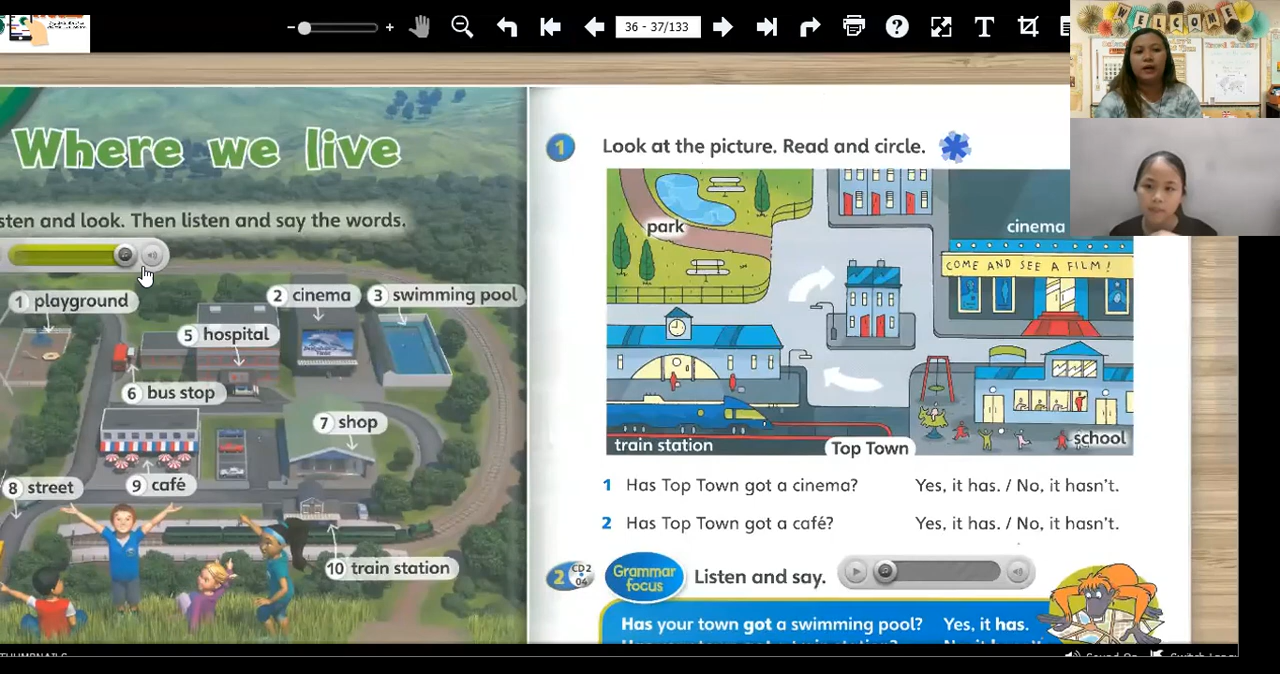 36 - 37/133
T
WELCOME
Where we live
sten and look. Then listen and say the words.
1 playground
2 cinema
3 swimming pool
5 hospital
6 bus stop
7 shop
8 street
9 café
10 train station
1 Look at the picture. Read and circle.
park
cinema
COME AND SEE A FILM!
train station
Top Town
school
1 Has Top Town got a cinema? Yes, it has. / No, it hasn't.
2 Has Top Town got a café? Yes, it has. / No, it hasn't.
2 CD2 04 Grammar focus Listen and say.
Has your town got a swimming pool? Yes, it has.